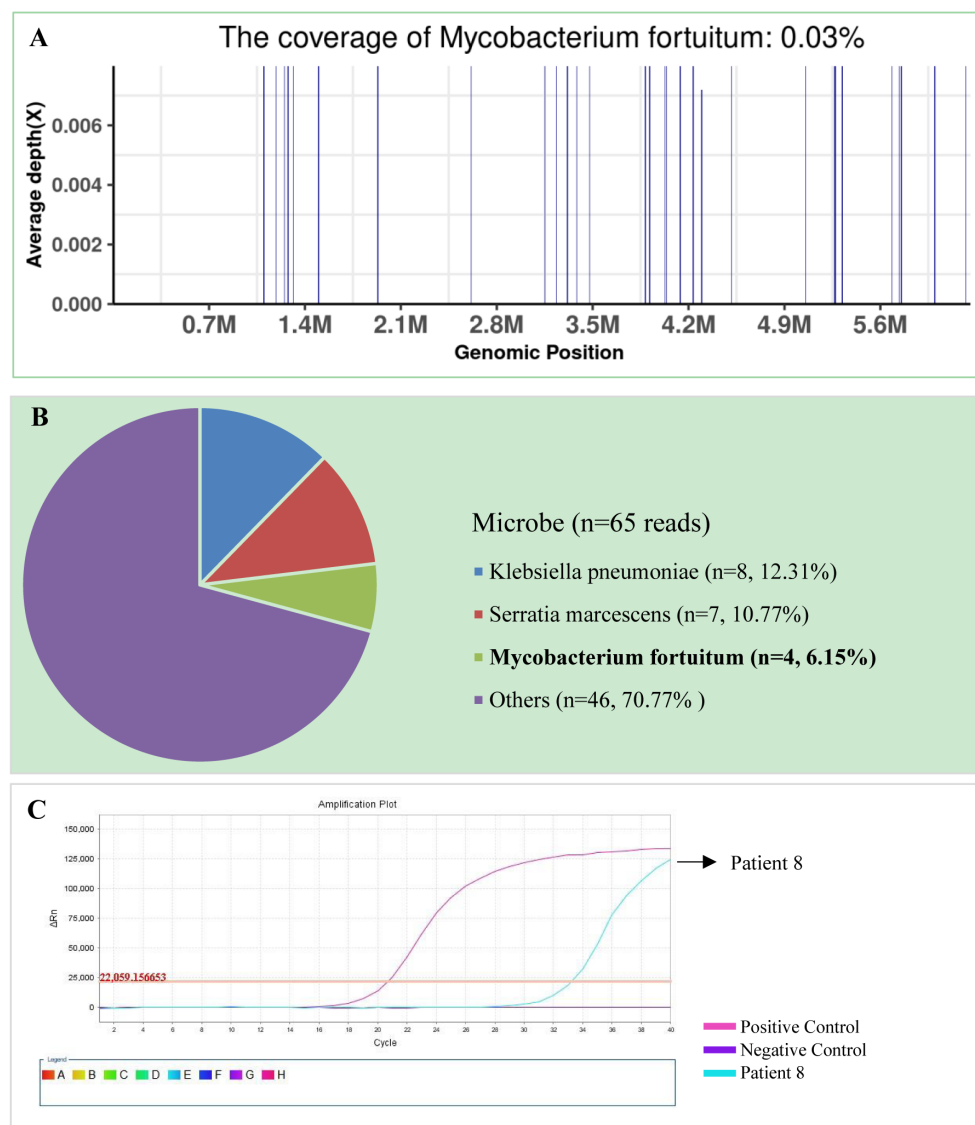 A
The coverage of Mycobacterium fortuitum: 0.03%
Average depth(X)
0.006
0.004
0.002
0.000
0.7M 1.4M 2.1M 2.8M 3.5M 4.2M 4.9M 5.6M
Genomic Position
B
Microbe (n=65 reads)
Klebsiella pneumoniae (n=8, 12.31%)
Serratia marcescens (n=7, 10.77%)
Mycobacterium fortuitum (n=4, 6.15%)
Others (n=46, 70.77% )
C
Amplification Plot
ΔRn
150,000
125,000
100,000
75,000
50,000
25,000
0
22,059.156653
Patient 8
2 4 6 8 10 12 14 16 18 20 22 24 26 28 30 32 34 36 38 40
Cycle
Positive Control
Negative Control
Patient 8
Legend
A B C D E F G H